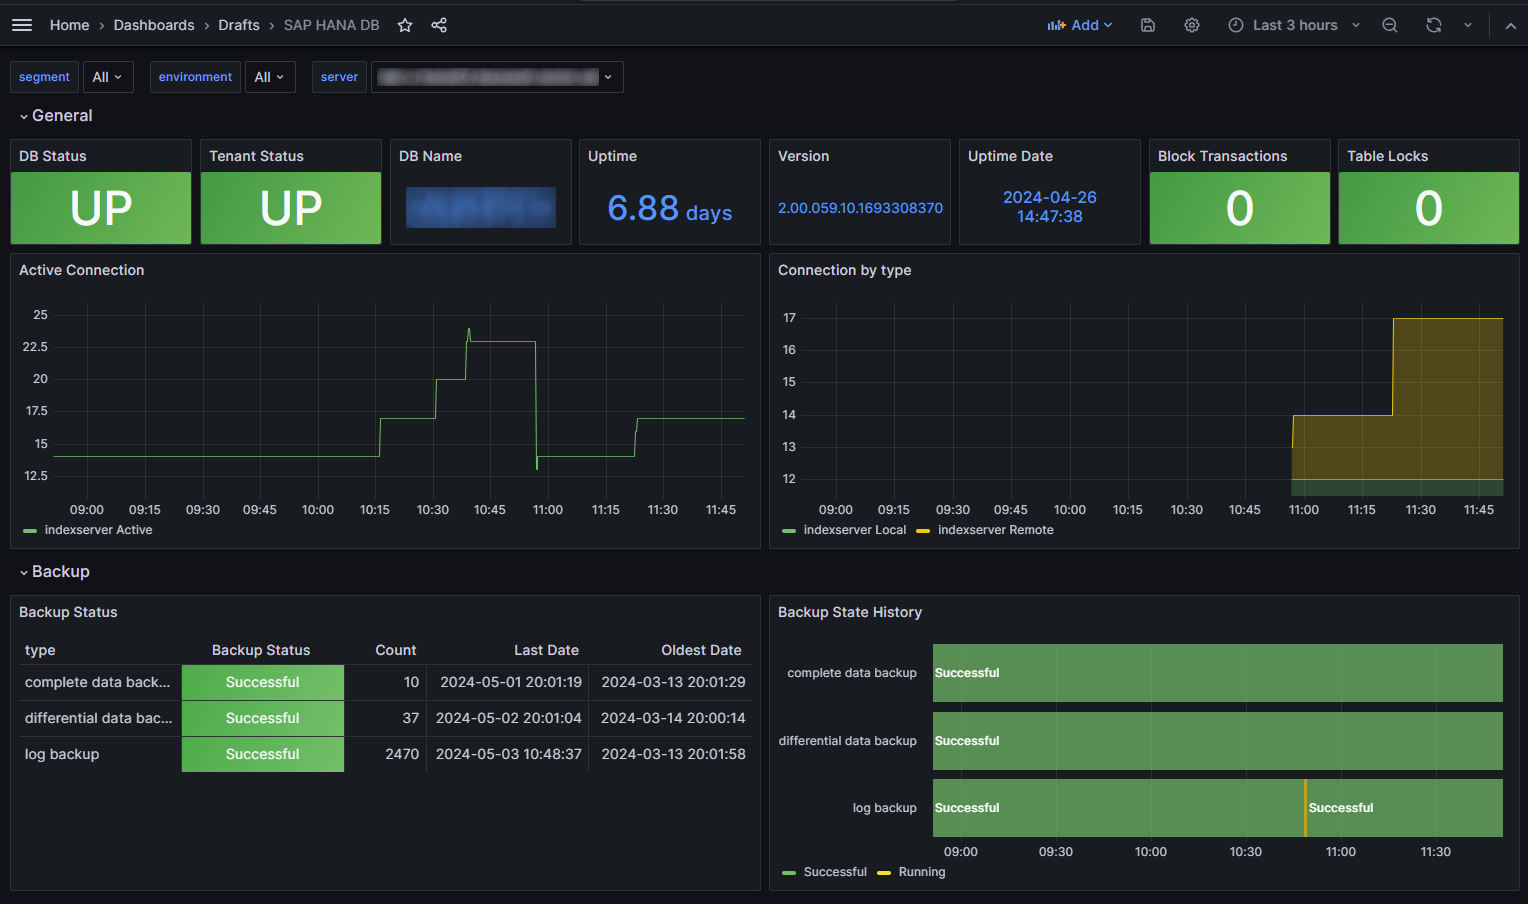 Home › Dashboards › Drafts › SAP HANA DB Add Last 3 hours
segment All environment All server
General
DB Status Tenant Status DB Name Uptime Version Uptime Date Block Transactions Table Locks
UP UP 6.88 days 2.00.059.10.1693308370 2024-04-26 0 0
14:47:38
Active Connection
25
22.5
20
17.5
15
12.5
09:00 09:15 09:30 09:45 10:00 10:15 10:30 10:45 11:00 11:15 11:30 11:45
indexserver Active
Connection by type
17
16
15
14
13
12
09:00 09:15 09:30 09:45 10:00 10:15 10:30 10:45 11:00 11:15 11:30 11:45
indexserver Local indexserver Remote
Backup
Backup Status
type Backup Status Count Last Date Oldest Date
complete data back... Successful 10 2024-05-01 20:01:19 2024-03-13 20:01:29
differential data bac... Successful 37 2024-05-02 20:01:04 2024-03-14 20:00:14
log backup Successful 2470 2024-05-03 10:48:37 2024-03-13 20:01:58
Backup State History
complete data backup Successful
differential data backup Successful
log backup Successful Successful
09:00 09:30 10:00 10:30 11:00 11:30
Successful Running